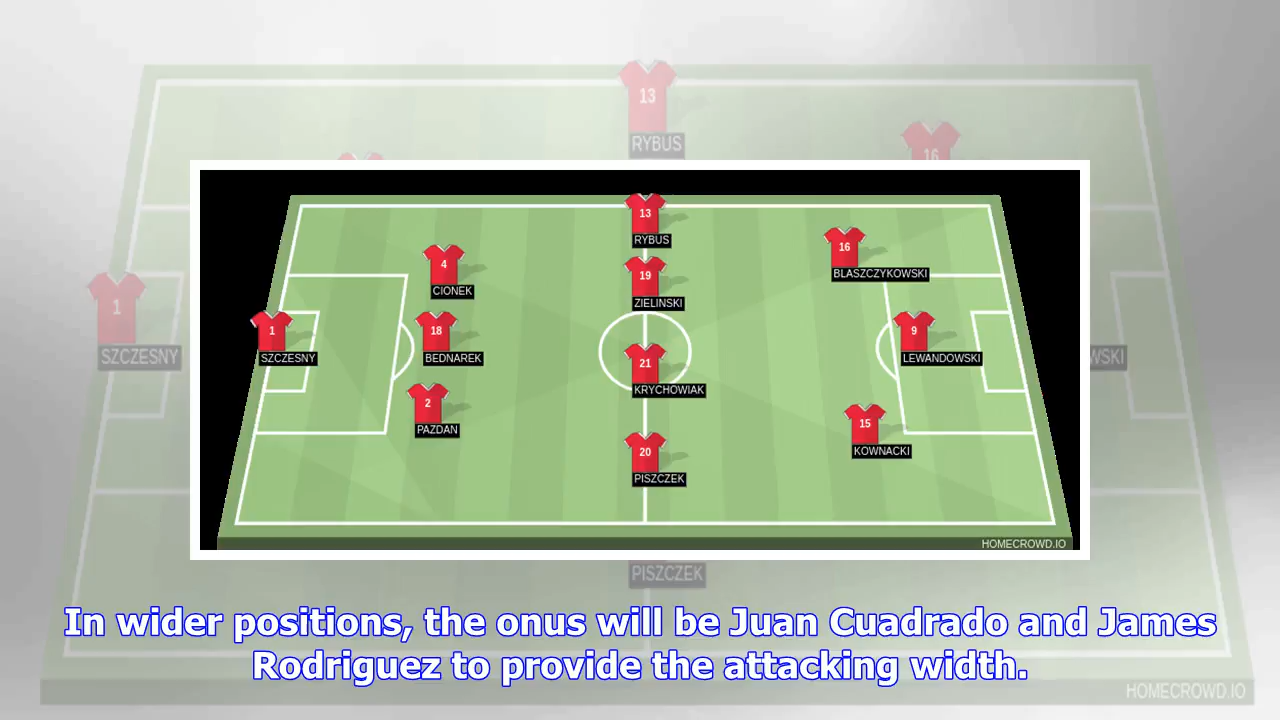 13
RYBUS
16
13
RYBUS
16
BLASZCZYKOWSKI
4
CIONEK
19
ZIELINSKI
1
SZCZESNY
1
SZCZESNY
18
BEDNAREK
9
LEWANDOWSKI
WSKI
21
KRYCHOWIAK
2
PAZDAN
15
KOWNACKI
20
PISZCZEK
HOMECROWD.IO
PISZCZEK
In wider positions, the onus will be Juan Cuadrado and James
Rodriguez to provide the attacking width.
HOMECROWD.IO